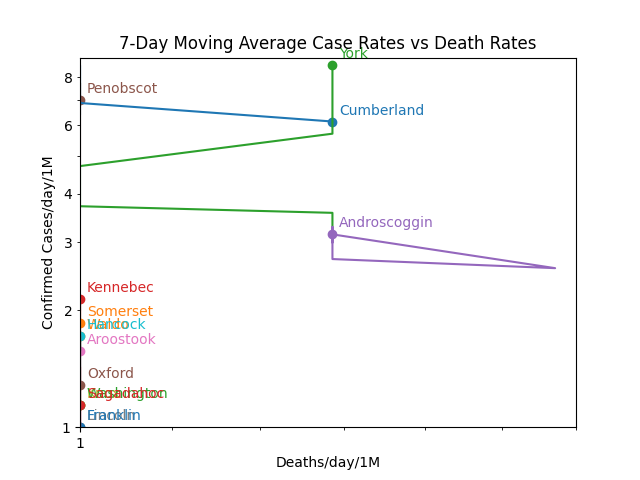 7-Day Moving Average Case Rates vs Death Rates
York
8
Penobscot
Cumberland
6
4
Androscoggin
3
Confirmed Cases/day/1M
Kennebec
2
Somerset
Hancock
Aroostook
Oxford
Washington
Franklin
1
1
Deaths/day/1M